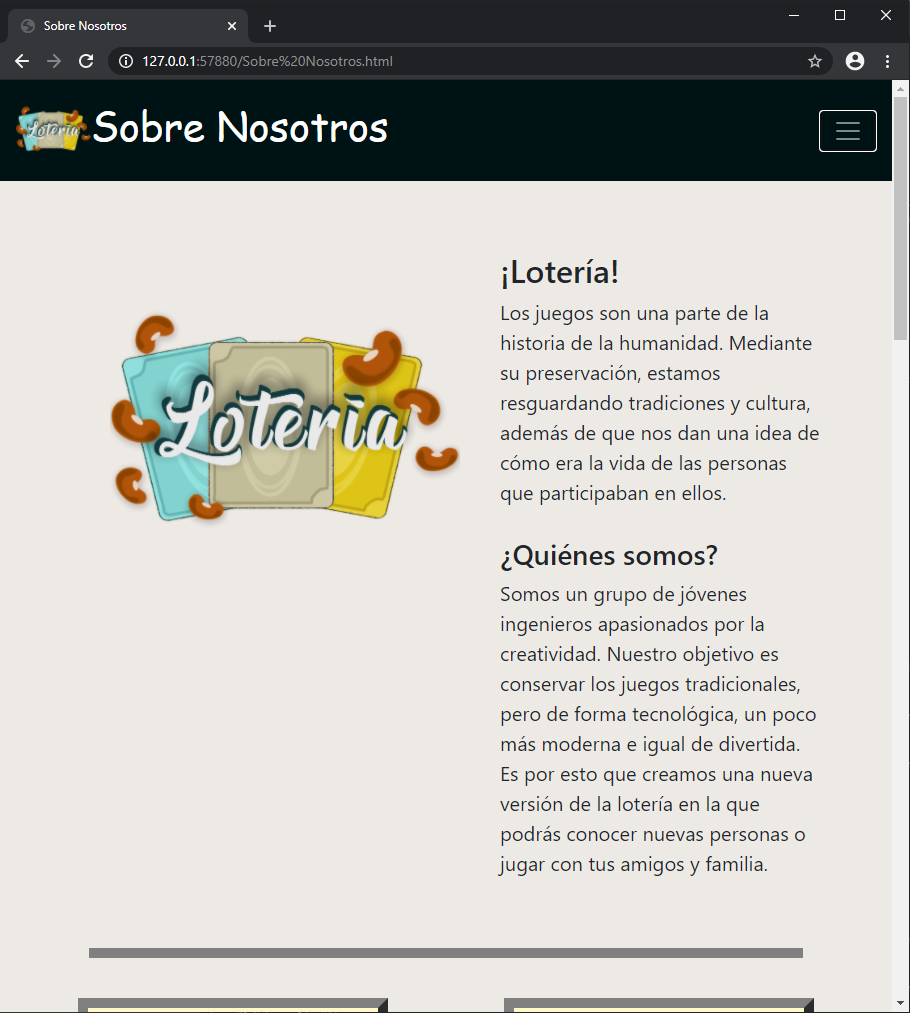 Sobre Nosotros
127.0.0.1:57880/Sobre%20Nosotros.html
Lotería
Sobre Nosotros
¡Lotería!
Los juegos son una parte de la
historia de la humanidad. Mediante
su preservación, estamos
resguardando tradiciones y cultura,
además de que nos dan una idea de
cómo era la vida de las personas
que participaban en ellos.
Lotería
¿Quiénes somos?
Somos un grupo de jóvenes
ingenieros apasionados por la
creatividad. Nuestro objetivo es
conservar los juegos tradicionales,
pero de forma tecnológica, un poco
más moderna e igual de divertida.
Es por esto que creamos una nueva
versión de la lotería en la que
podrás conocer nuevas personas o
jugar con tus amigos y familia.